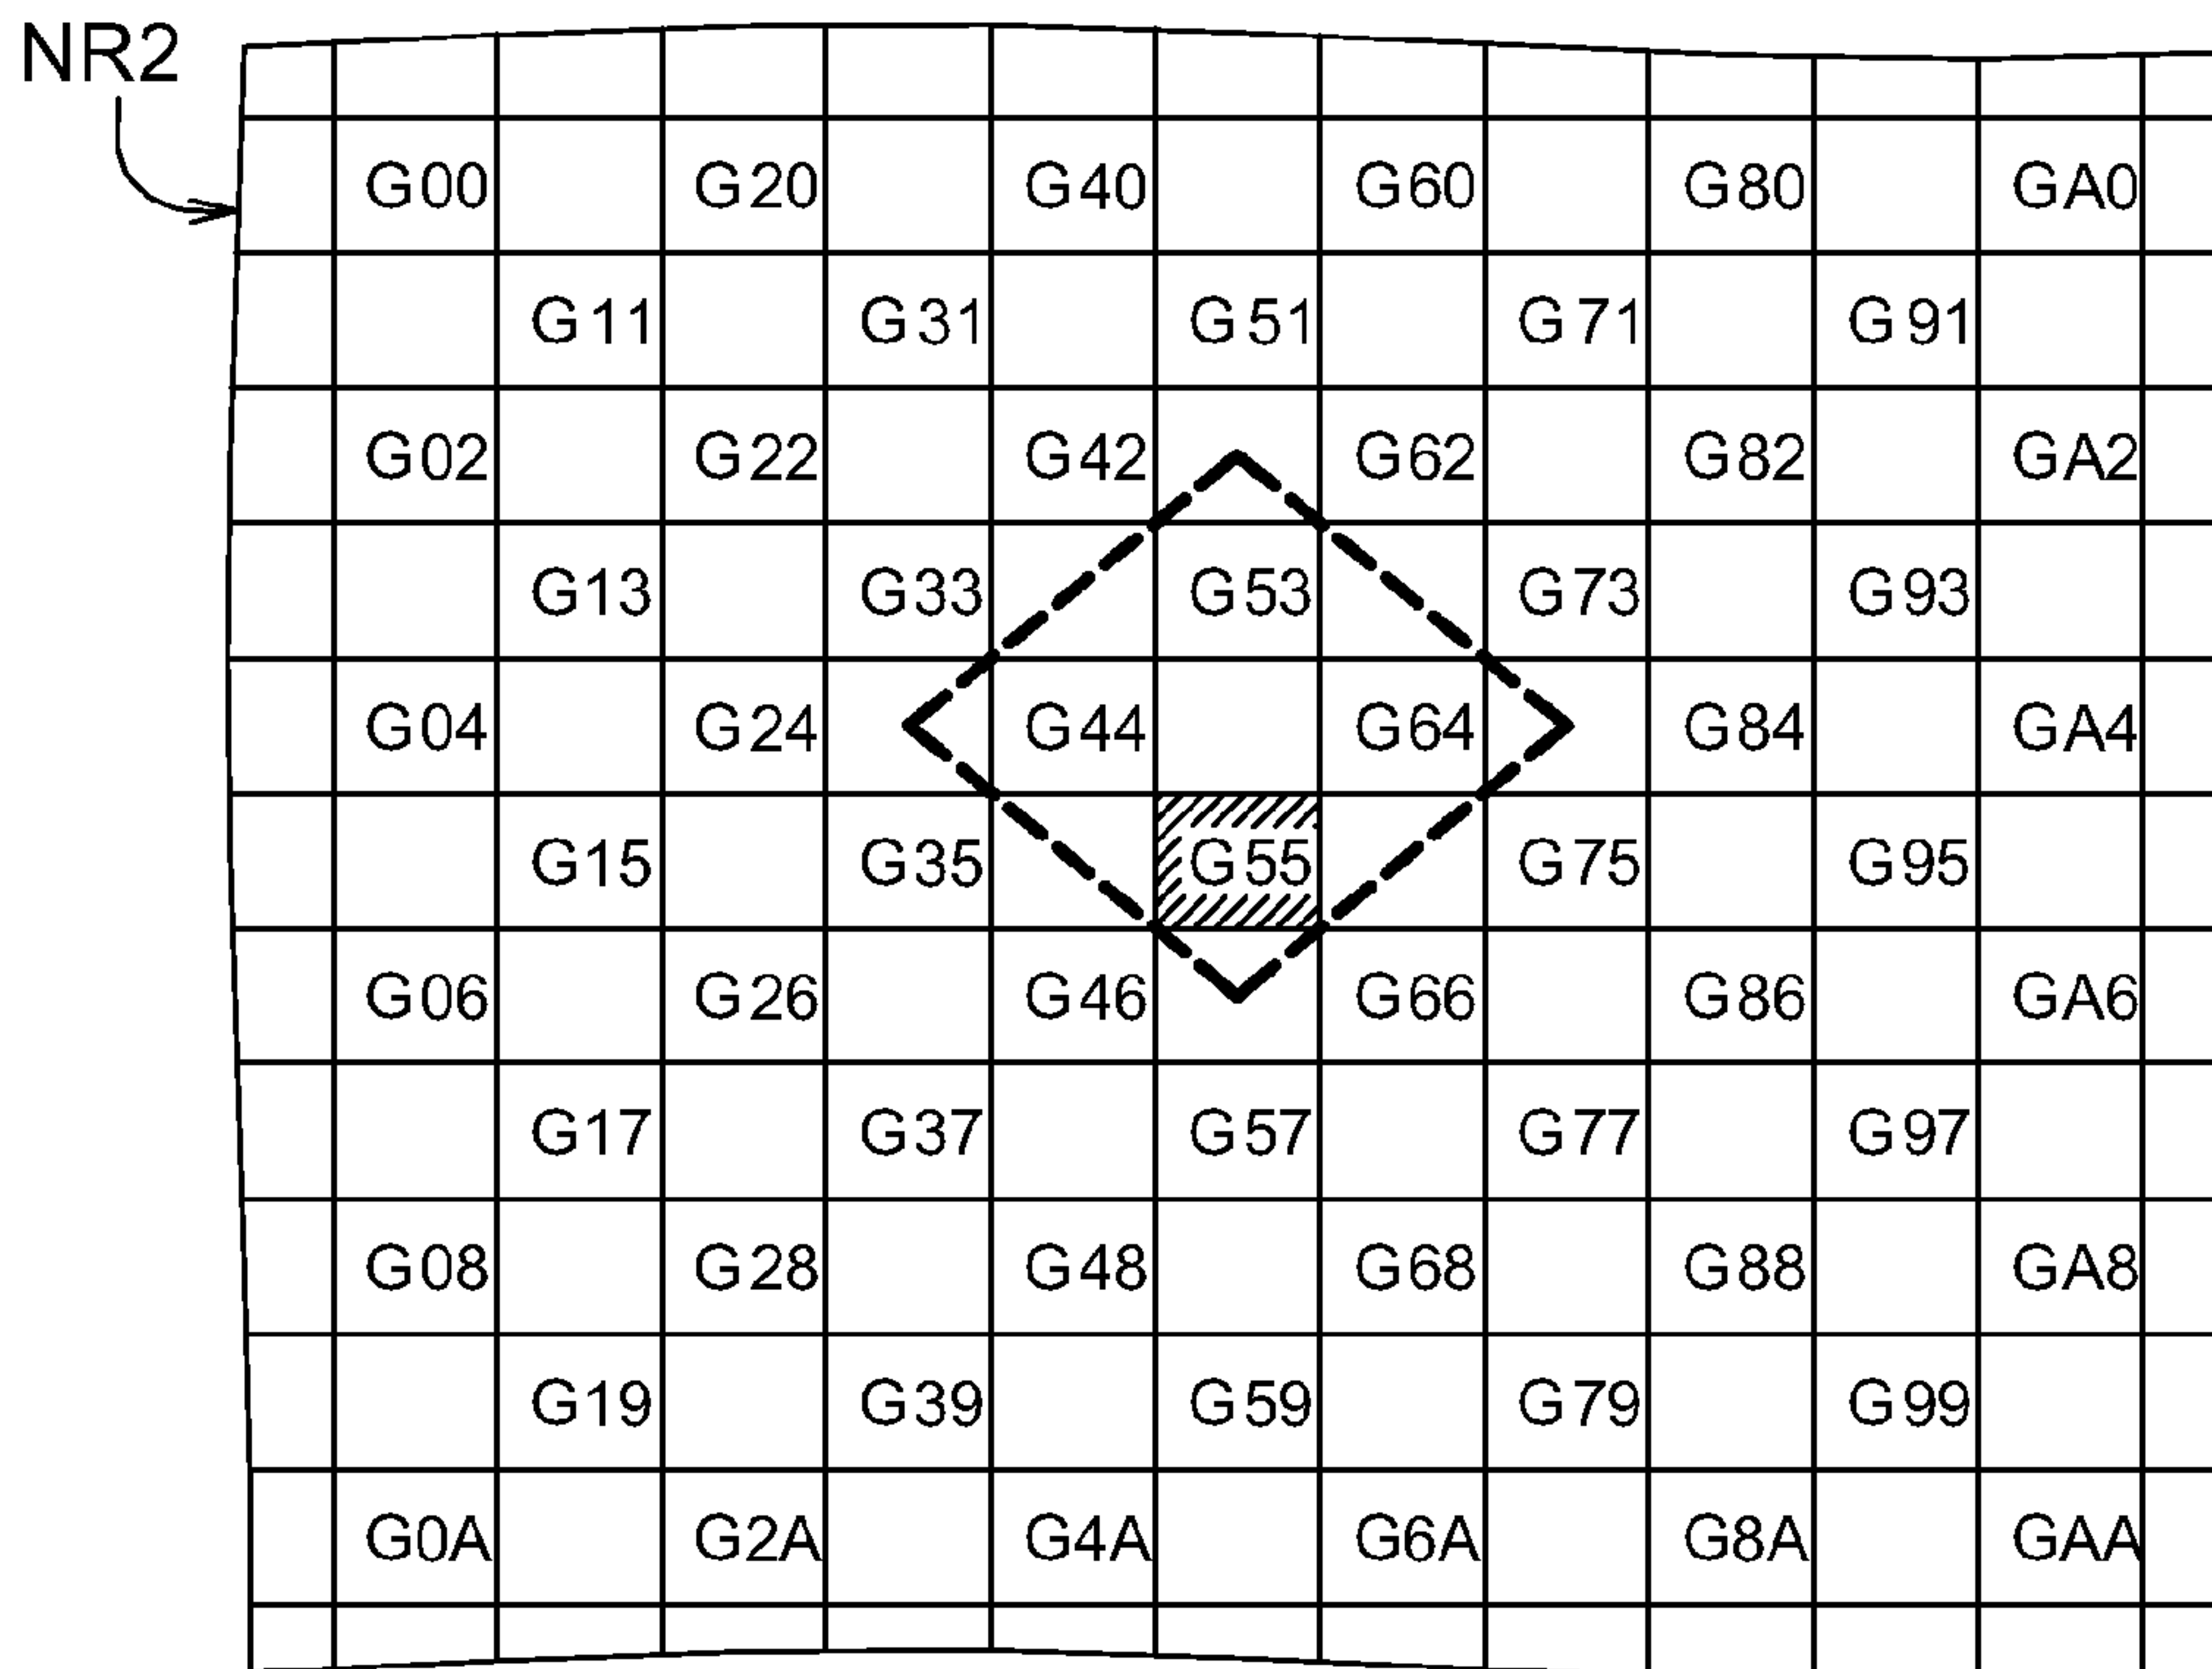 NR2
G00 G20 G40 G60 G80 GA0
G11 G31 G51 G71 G91
G02 G22 G42 G62 G82 GA2
G13 G33 G53 G73 G93
G04 G24 G44 G64 G84 GA4
G15 G35 G55 G75 G95
G06 G26 G46 G66 G86 GA6
G17 G37 G57 G77 G97
G08 G28 G48 G68 G88 GA8
G19 G39 G59 G79 G99
G0A G2A G4A G6A G8A GAA